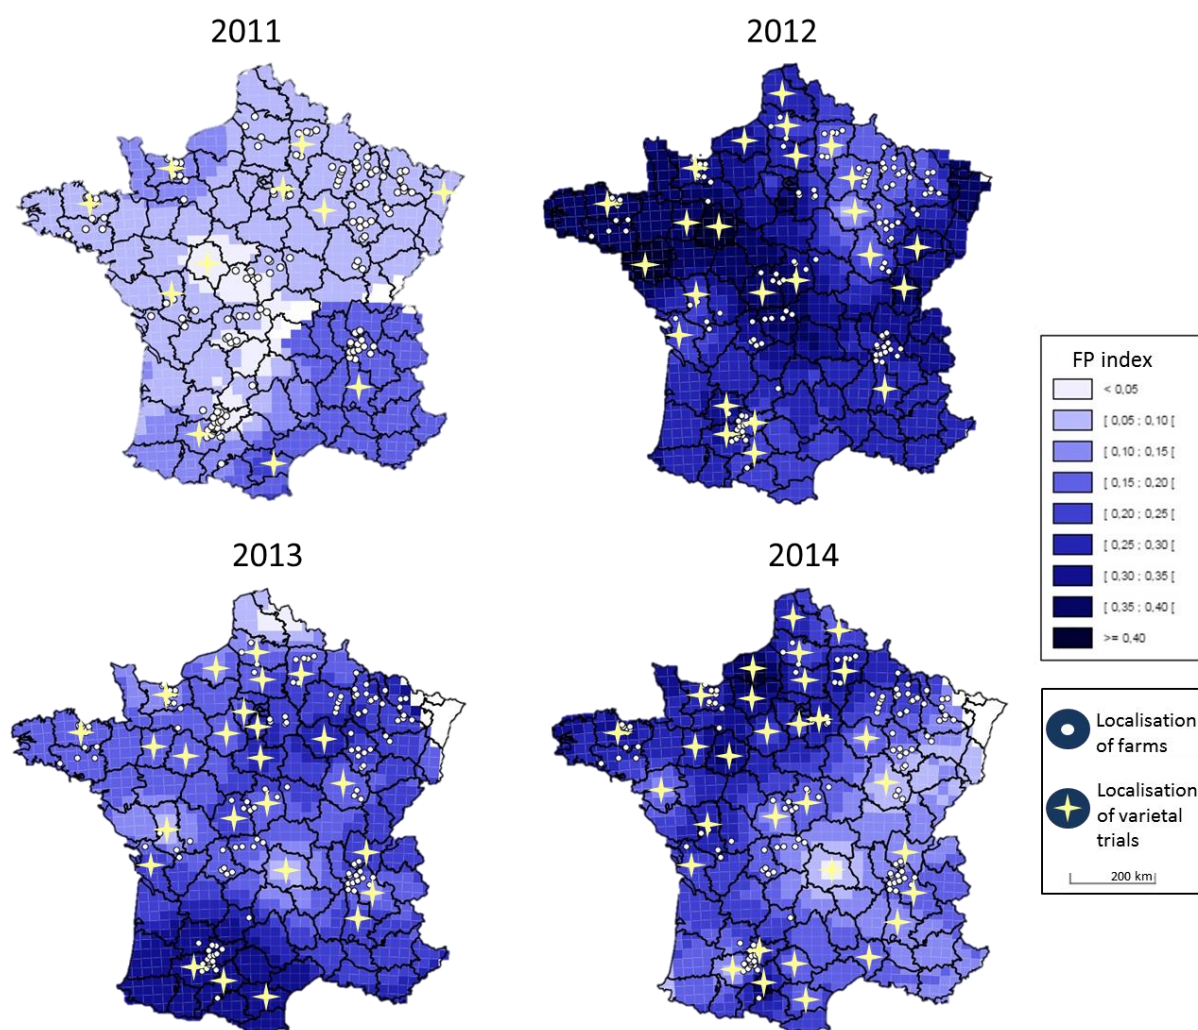 2011
2012
2013
2014
FP index
< 0,05
[ 0,05 ; 0,10 [
[ 0,10 ; 0,15 [
[ 0,15 ; 0,20 [
[ 0,20 ; 0,25 [
[ 0,25 ; 0,30 [
[ 0,30 ; 0,35 [
[ 0,35 ; 0,40 [
>= 0,40
Localisation
of farms
Localisation
of varietal
trials
200 km